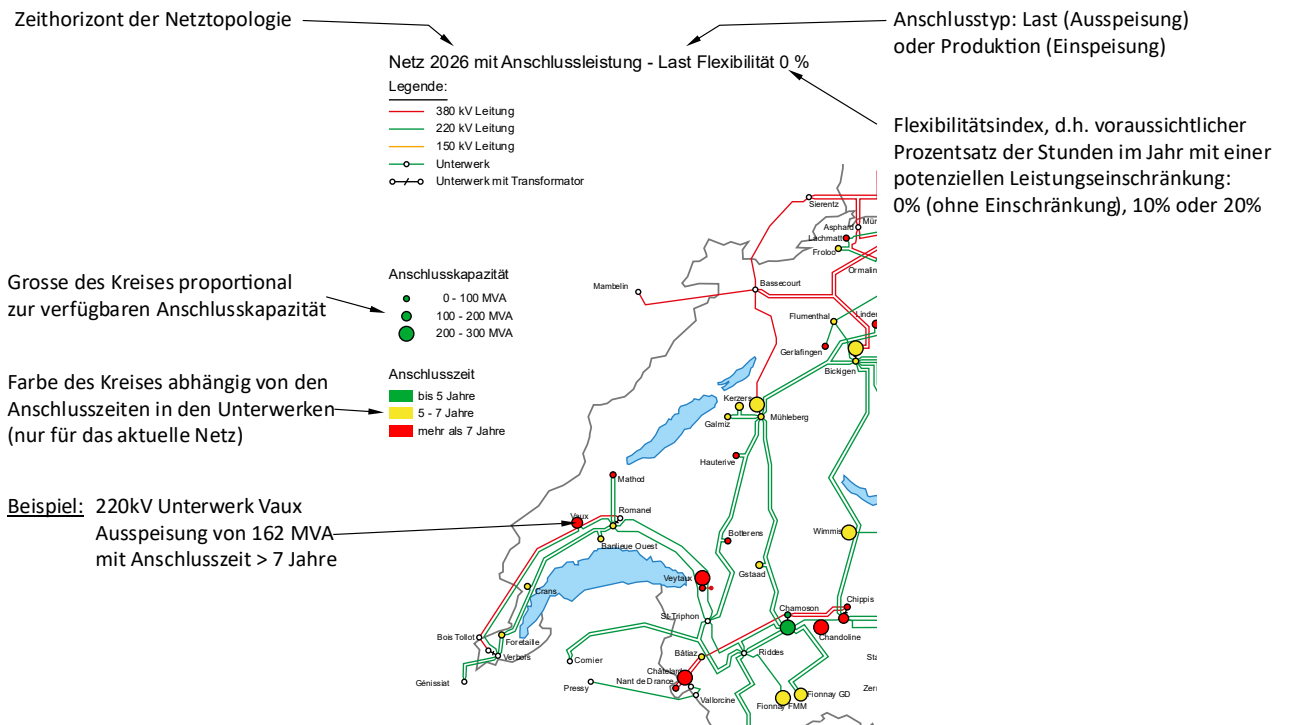 Zeithorizont der Netztopologie
Anschlusstyp: Last (Ausspeisung)
oder Produktion (Einspeisung)
Netz 2026 mit Anschlussleistung - Last Flexibilität 0 %
Legende:
380 kV Leitung
220 kV Leitung
150 kV Leitung
Unterwerk
Unterwerk mit Transformator
Flexibilitätsindex, d.h. voraussichtlicher
Prozentsatz der Stunden im Jahr mit einer
potenziellen Leistungseinschränkung:
0% (ohne Einschränkung), 10% oder 20%
Grosse des Kreises proportional
zur verfügbaren Anschlusskapazität
Anschlusskapazität
0 - 100 MVA
100 - 200 MVA
200 - 300 MVA
Farbe des Kreises abhängig von den
Anschlusszeiten in den Unterwerken
(nur für das aktuelle Netz)
Anschlusszeit
bis 5 Jahre
5 - 7 Jahre
mehr als 7 Jahre
Beispiel: 220kV Unterwerk Vaux
Ausspeisung von 162 MVA
mit Anschlusszeit > 7 Jahre
Sierentz
Mün
Asphard
Lachmatt
Froloo
Ormalin
Bassecourt
Mambelin
Flumenthal
Linden
Gerlafingen
Bickigen
Kerzers
Galmiz
Mühleberg
Hauterive
Mathod
Romanel
Vaux
Banlieue Ouest
Botterens
Wimmis
Gstaad
Veytaux
Crans
Chippis
Chamoson
St-Triphon
Chandoline
Bois Tollot
Foretaille
Verbois
Riddes
Bâtiaz
Cornier
Châtelard
Nant de Drance
Génissiat
Pressy
Vallorcine
Fionnay GD
Fionnay FMM
Sta
Zer